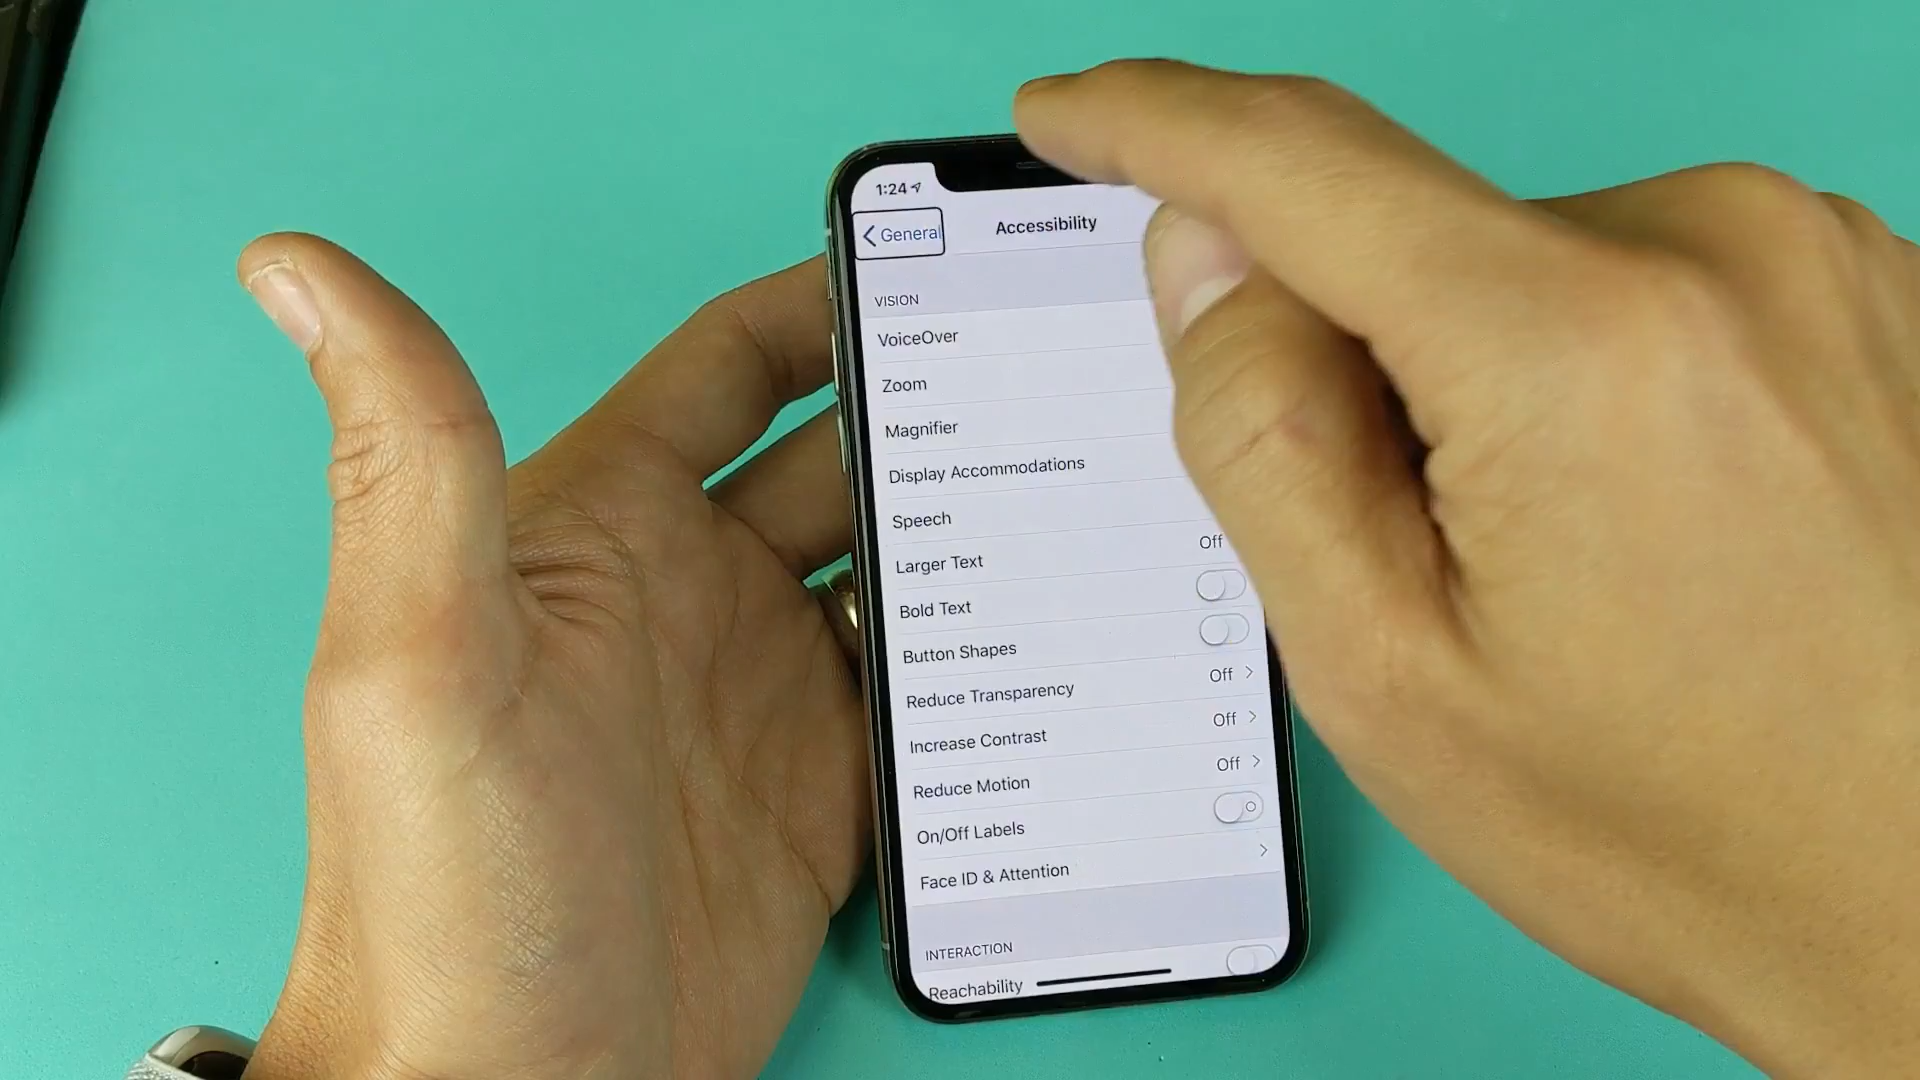 1:24
General
Accessibility
VISION
VoiceOver
Zoom
Magnifier
Display Accommodations
Speech
Larger Text Off
Bold Text
Button Shapes
Reduce Transparency Off
Increase Contrast Off
Reduce Motion Off
On/Off Labels
Face ID & Attention
INTERACTION
Reachability